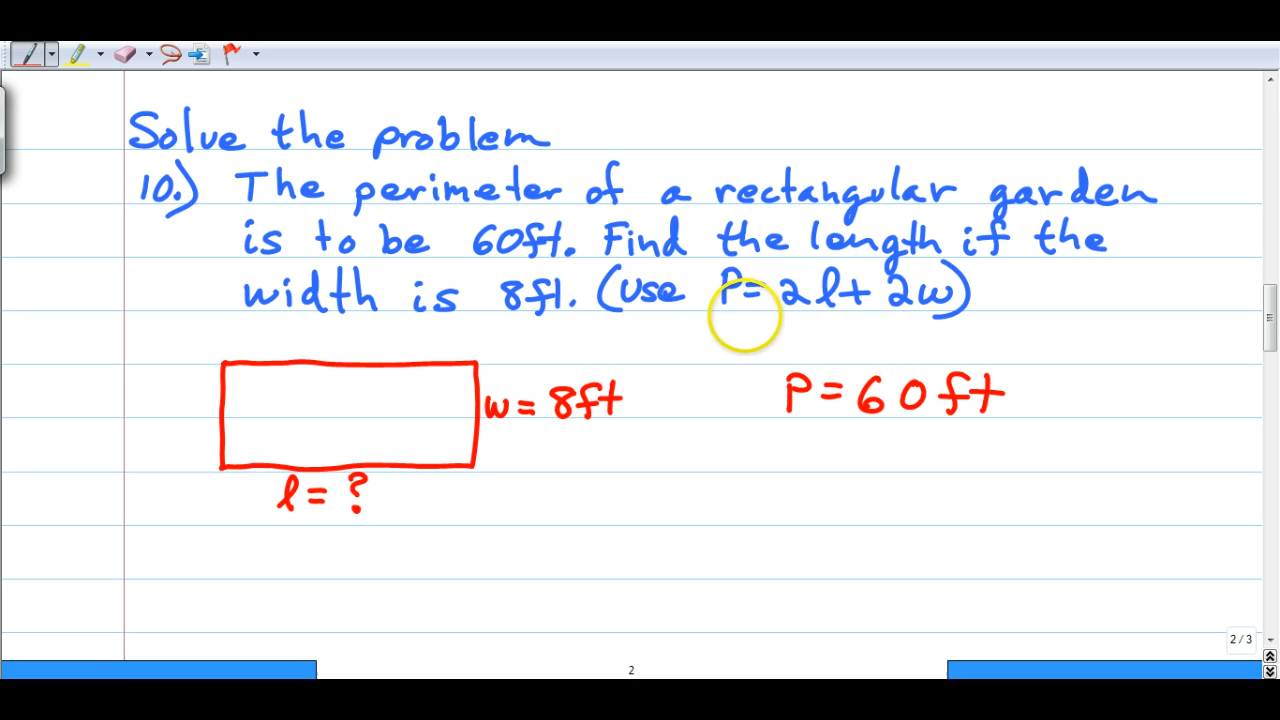 Solve the problem
10.) The perimeter of a rectangular garden
is to be 60ft. Find the length if the
width is 8ft. (Use P = 2l + 2w)
w = 8ft
P = 60ft
l = ?
2 / 3
2